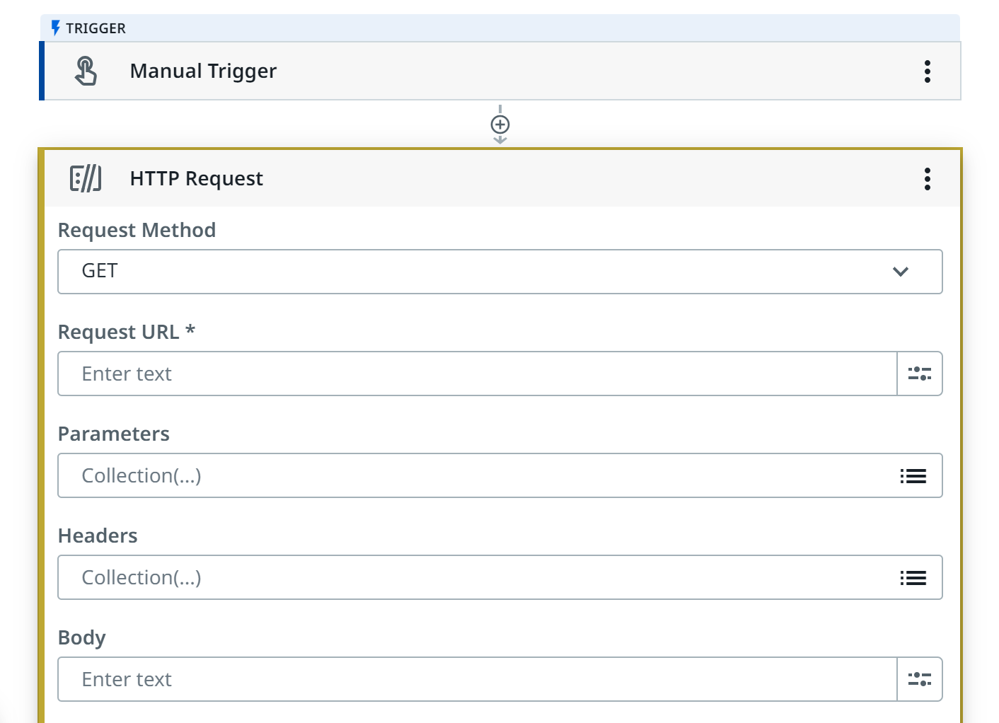 TRIGGER
Manual Trigger
HTTP Request
Request Method
GET
Request URL *
Enter text
Parameters
Collection(...)
Headers
Collection(...)
Body
Enter text